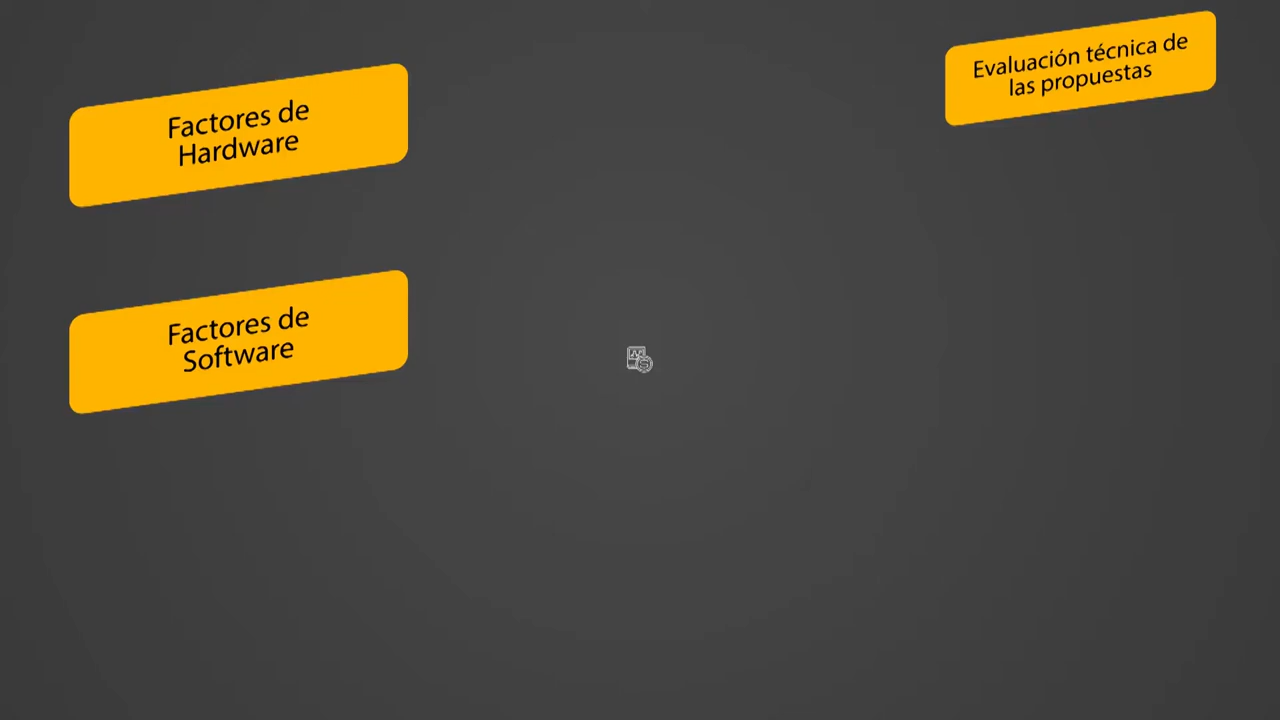 Evaluación técnica de
las propuestas
Factores de
Hardware
Factores de
Software